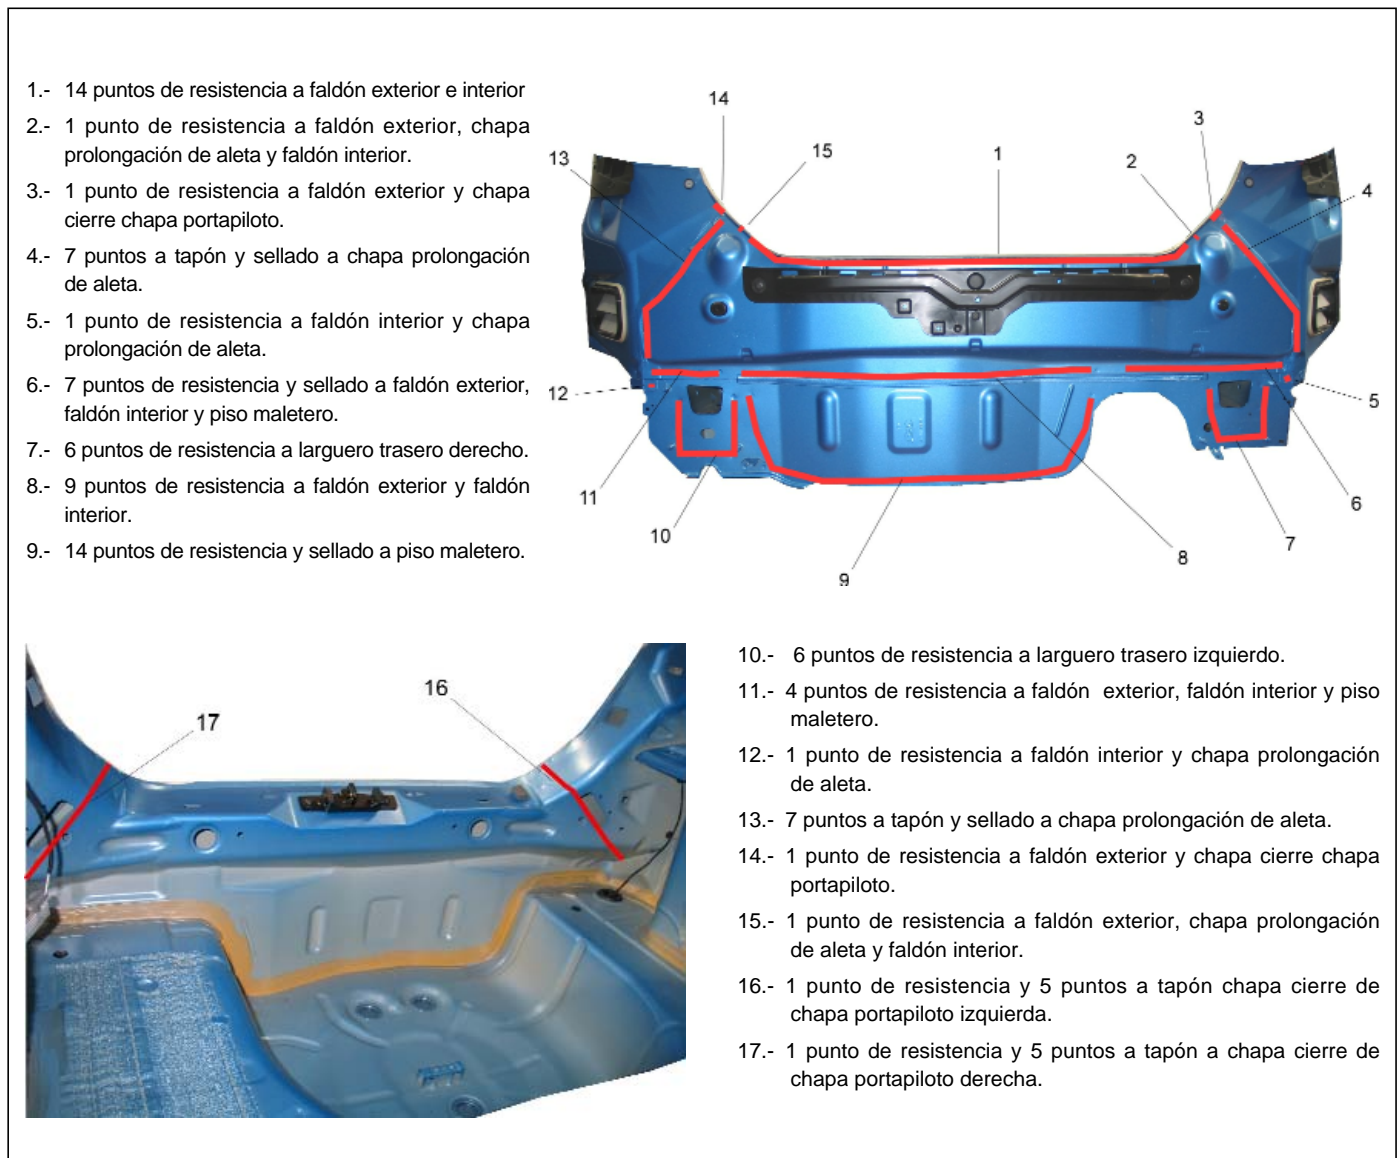 1.- 14 puntos de resistencia a faldón exterior e interior
2.- 1 punto de resistencia a faldón exterior, chapa
prolongación de aleta y faldón interior.
3.- 1 punto de resistencia a faldón exterior y chapa
cierre chapa portapiloto.
4.- 7 puntos a tapón y sellado a chapa prolongación
de aleta.
5.- 1 punto de resistencia a faldón interior y chapa
prolongación de aleta.
6.- 7 puntos de resistencia y sellado a faldón exterior,
faldón interior y piso maletero.
7.- 6 puntos de resistencia a larguero trasero derecho.
8.- 9 puntos de resistencia a faldón exterior y faldón
interior.
9.- 14 puntos de resistencia y sellado a piso maletero.
14
3
13
15
1
2
4
12
5
11
6
10
7
8
9
16
17
10.- 6 puntos de resistencia a larguero trasero izquierdo.
11.- 4 puntos de resistencia a faldón exterior, faldón interior y piso
maletero.
12.- 1 punto de resistencia a faldón interior y chapa prolongación
de aleta.
13.- 7 puntos a tapón y sellado a chapa prolongación de aleta.
14.- 1 punto de resistencia a faldón exterior y chapa cierre chapa
portapiloto.
15.- 1 punto de resistencia a faldón exterior, chapa prolongación
de aleta y faldón interior.
16.- 1 punto de resistencia y 5 puntos a tapón chapa cierre de
chapa portapiloto izquierda.
17.- 1 punto de resistencia y 5 puntos a tapón a chapa cierre de
chapa portapiloto derecha.